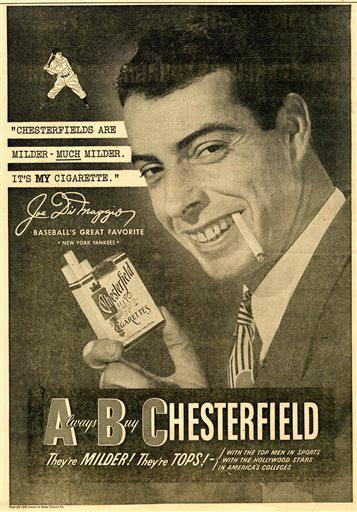 "CHESTERFIELDS ARE
MILDER - MUCH MILDER.
IT'S MY CIGARETTE."
Joe DiMaggio
BASEBALL'S GREAT FAVORITE
• NEW YORK YANKEES •
Chesterfield
CIGARETTES
Always Buy CHESTERFIELD
They're MILDER! They're TOPS! -
WITH THE TOP MEN IN SPORTS
WITH THE HOLLYWOOD STARS
IN AMERICA'S COLLEGES